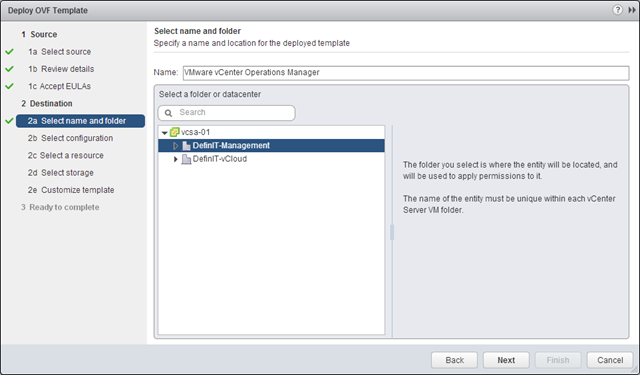 Deploy OVF Template
1 Source
1a Select source
1b Review details
1c Accept EULAs
2 Destination
2a Select name and folder
2b Select configuration
2c Select a resource
2d Select storage
2e Customize template
3 Ready to complete
Select name and folder
Specify a name and location for the deployed template
Name: VMware vCenter Operations Manager
Select a folder or datacenter
Search
vcsa-01
DefinIT-Management
DefinIT-vCloud
The folder you select is where the entity will be located, and
will be used to apply permissions to it.
The name of the entity must be unique within each vCenter
Server VM folder.
Back Next Finish Cancel